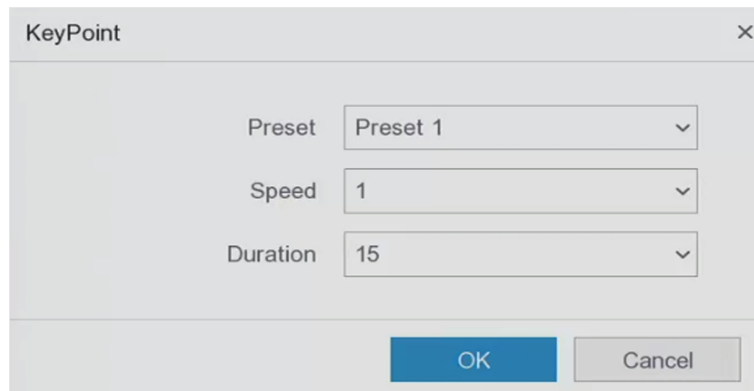 KeyPoint
Preset Preset 1
Speed 1
Duration 15
OK Cancel